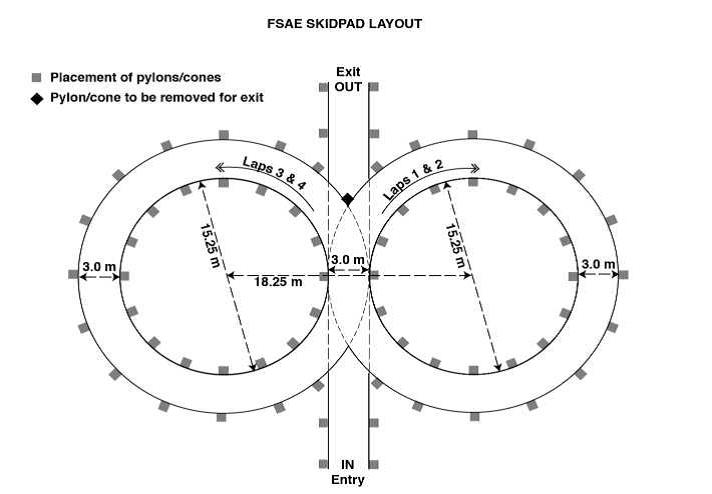 FSAE SKIDPAD LAYOUT
Placement of pylons/cones
Pylon/cone to be removed for exit
Exit
OUT
Laps 3 & 4
Laps 1 & 2
15.25 m
15.25 m
3.0 m
3.0 m
3.0 m
18.25 m
IN
Entry